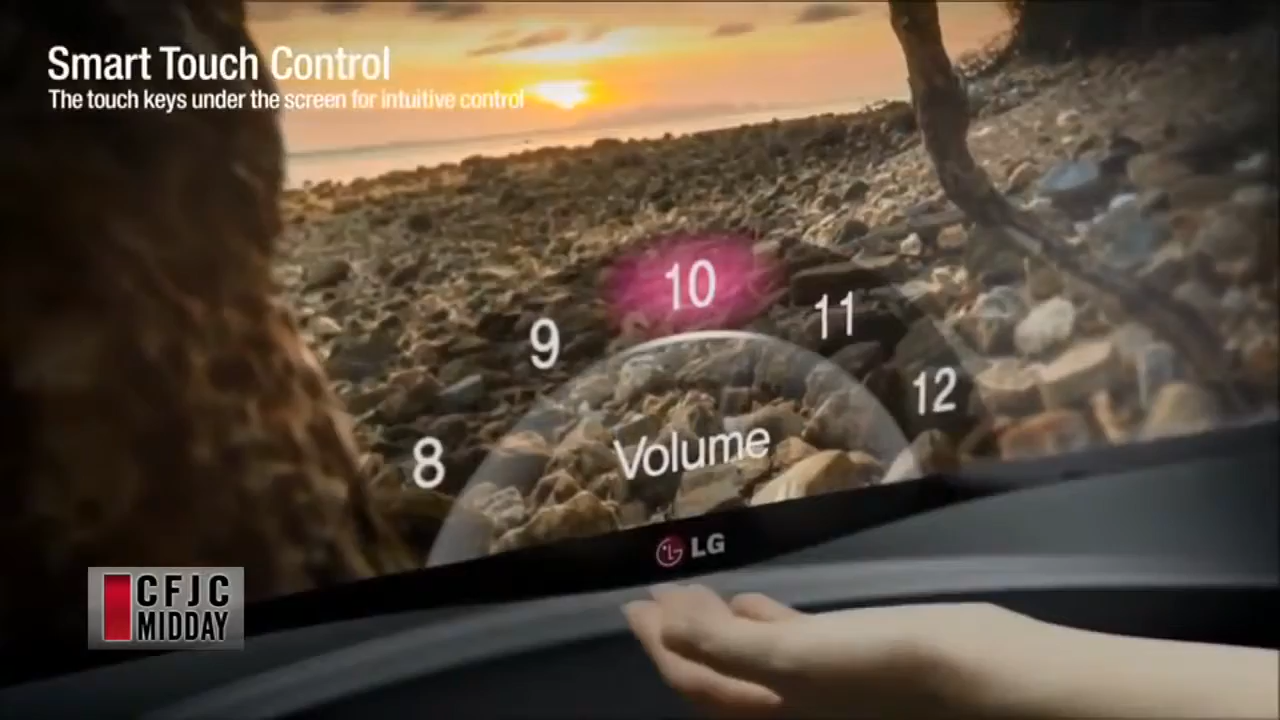 Smart Touch Control
The touch keys under the screen for intuitive control
10
11
9
12
Volume
8
LG
CFJC
MIDDAY